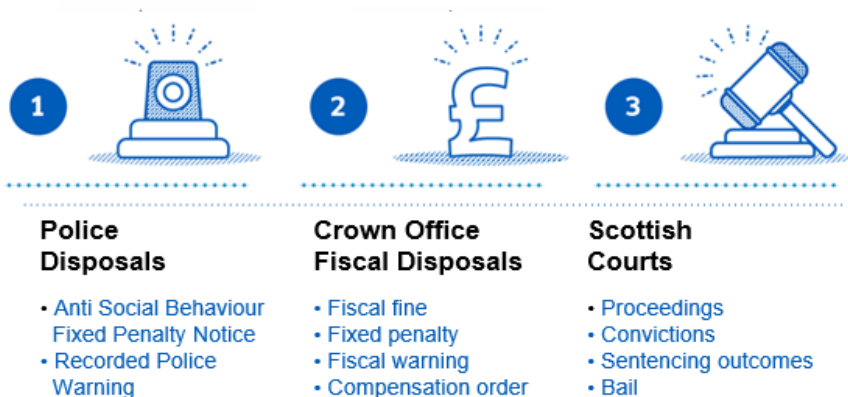 1
2
£
3
Police
Disposals
• Anti Social Behaviour
Fixed Penalty Notice
• Recorded Police
Warning
Crown Office
Fiscal Disposals
• Fiscal fine
• Fixed penalty
• Fiscal warning
• Compensation order
Scottish
Courts
• Proceedings
• Convictions
• Sentencing outcomes
• Bail